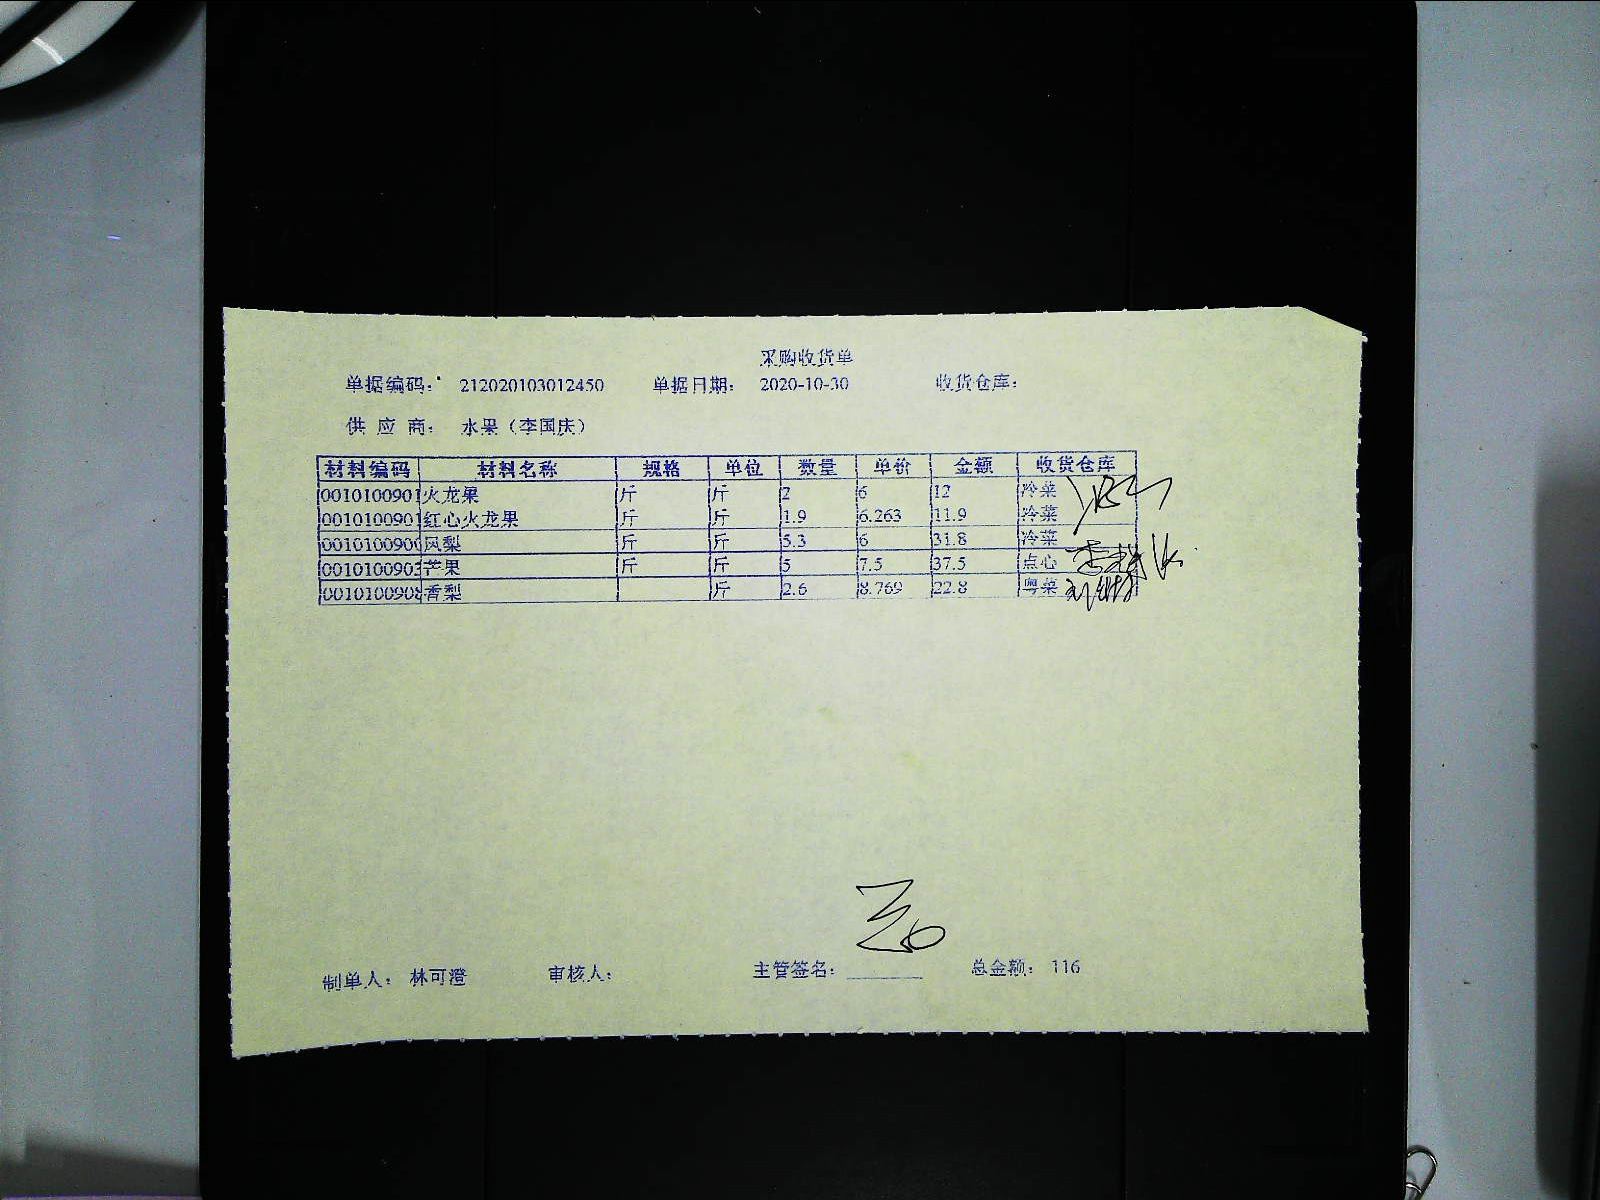 采购收货单
单据编码： 212020103012450 单据日期： 2020-10-30 收货仓库：
供 应 商： 水果（李国庆）
材料编码 材料名称 规格 单位 数量 单价 金额 收货仓库
0010100901 火龙果 斤 斤 2 6 12 冷菜
0010100901 红心火龙果 斤 斤 1.9 6.263 11.9 冷菜
001010090 凤梨 斤 斤 5.3 6 31.8 冷菜
001010090 芒果 斤 斤 5 7.5 37.5 点心
001010090 香梨 斤 2.6 8.769 22.8 粤菜
制单人： 林可澄 审核人： 主管签名： 总金额： 116